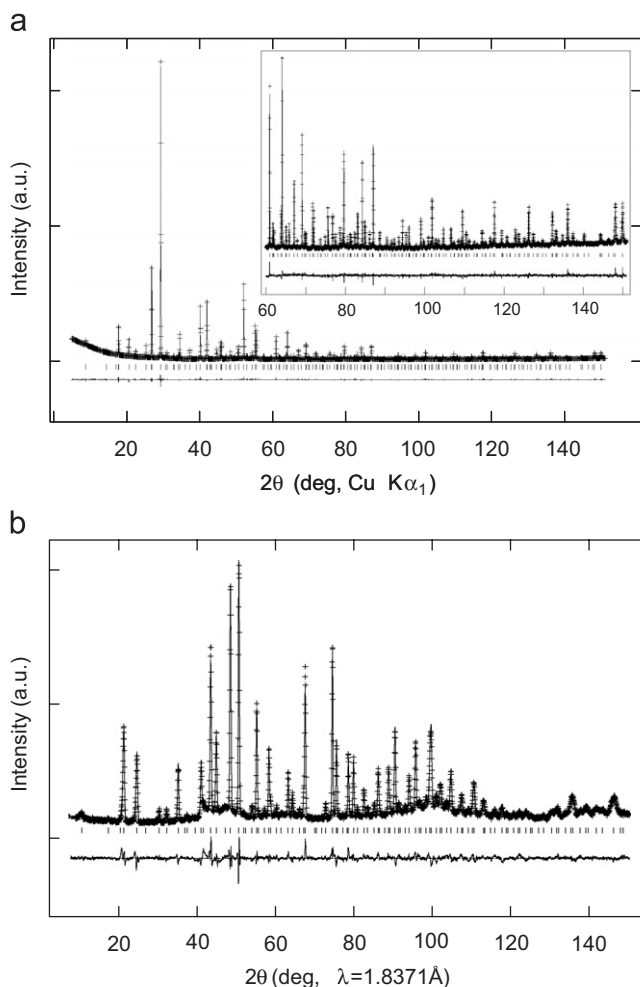 a
Intensity (a.u.)
60 80 100 120 140
20 40 60 80 100 120 140
2θ (deg, Cu Kα₁)
b
Intensity (a.u.)
20 40 60 80 100 120 140
2θ (deg, λ=1.8371Å)